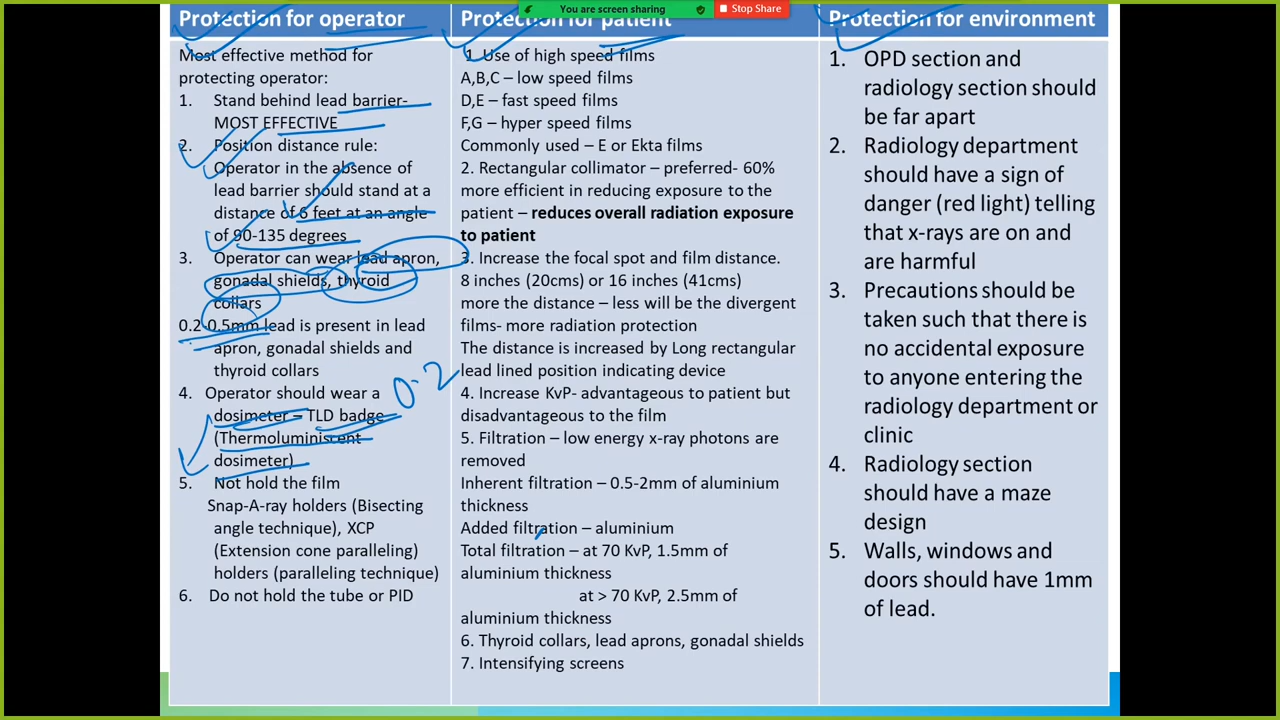 You are screen sharing
Stop Share
Protection for operator
Most effective method for
protecting operator:
1. Stand behind lead barrier-
MOST EFFECTIVE
2. Position distance rule:
Operator in the absence of
lead barrier should stand at a
distance of 6 feet at an angle
of 90-135 degrees
3. Operator can wear lead apron,
gonadal shields, thyroid
collars
0.2-0.5mm lead is present in lead
apron, gonadal shields and
thyroid collars
0.2
4. Operator should wear a
dosimeter – TLD badge
(Thermoluminiscent
dosimeter)
5. Not hold the film
Snap-A-ray holders (Bisecting
angle technique), XCP
(Extension cone paralleling)
holders (paralleling technique)
6. Do not hold the tube or PID
Protection for patient
1. Use of high speed films
A,B,C – low speed films
D,E – fast speed films
F,G – hyper speed films
Commonly used – E or Ekta films
2. Rectangular collimator – preferred- 60%
more efficient in reducing exposure to the
patient – reduces overall radiation exposure
to patient
3. Increase the focal spot and film distance.
8 inches (20cms) or 16 inches (41cms)
more the distance – less will be the divergent
films- more radiation protection
The distance is increased by Long rectangular
lead lined position indicating device
4. Increase KvP- advantageous to patient but
disadvantageous to the film
5. Filtration – low energy x-ray photons are
removed
Inherent filtration – 0.5-2mm of aluminium
thickness
Added filtration – aluminium
Total filtration – at 70 KvP, 1.5mm of
aluminium thickness
at > 70 KvP, 2.5mm of
aluminium thickness
6. Thyroid collars, lead aprons, gonadal shields
7. Intensifying screens
Protection for environment
1. OPD section and
radiology section should
be far apart
2. Radiology department
should have a sign of
danger (red light) telling
that x-rays are on and
are harmful
3. Precautions should be
taken such that there is
no accidental exposure
to anyone entering the
radiology department or
clinic
4. Radiology section
should have a maze
design
5. Walls, windows and
doors should have 1mm
of lead.